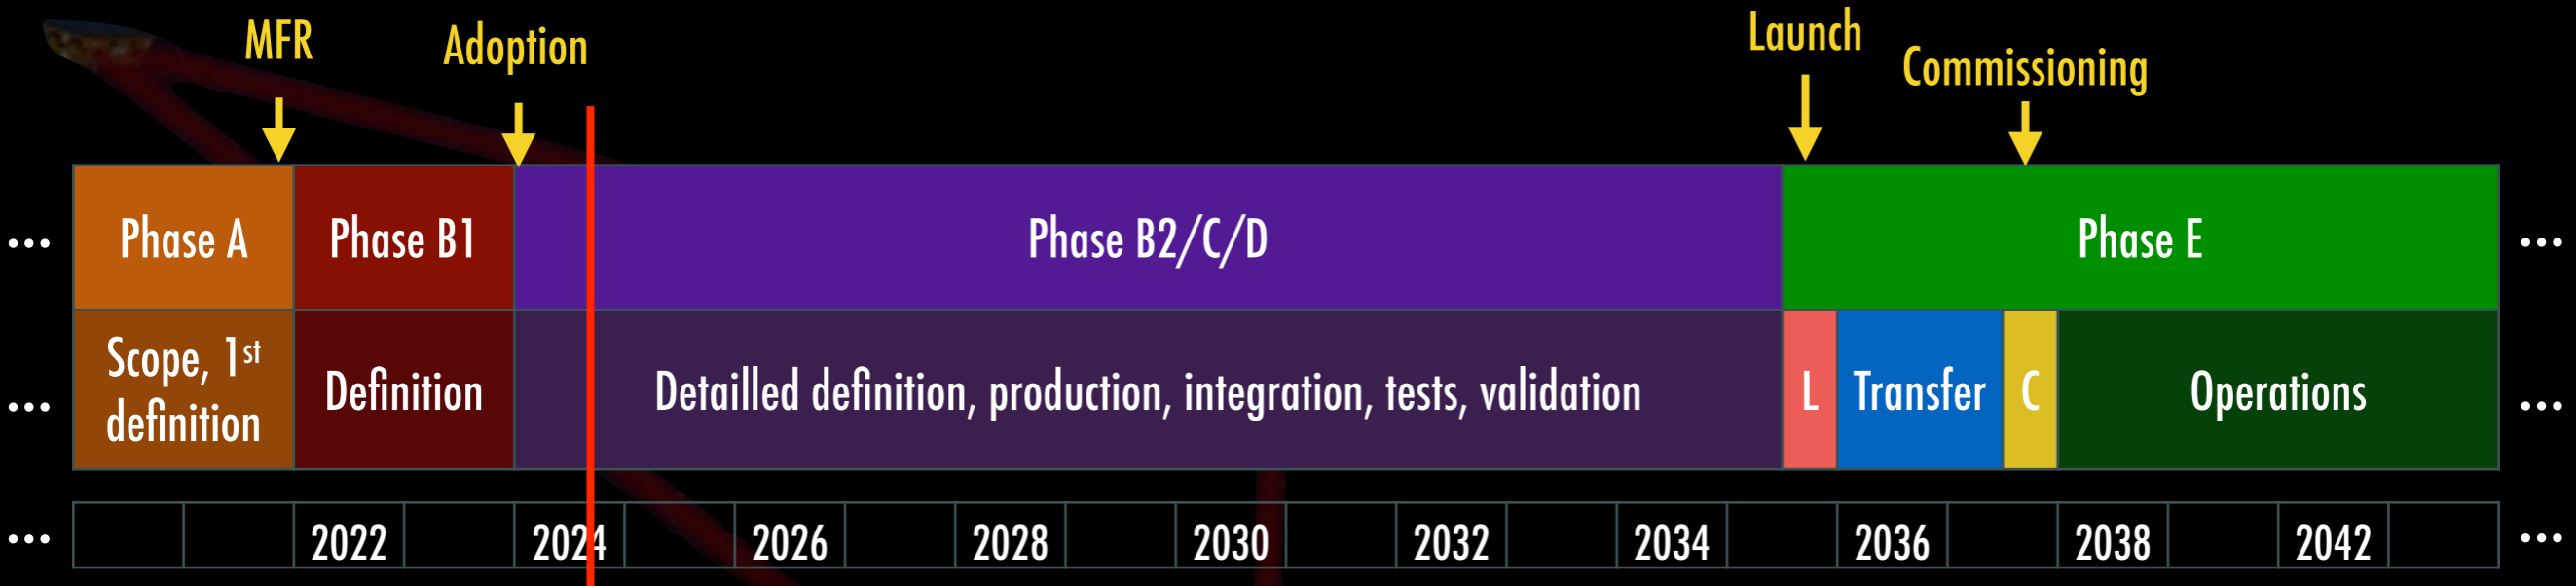 MFR
Adoption
Launch
Commissioning
... Phase A Phase B1 Phase B2/C/D Phase E ...
... Scope, 1st
definition
Definition
Detailled definition, production, integration, tests, validation
L
Transfer
C
Operations ...
... 2022 2024 2026 2028 2030 2032 2034 2036 2038 2042 ...